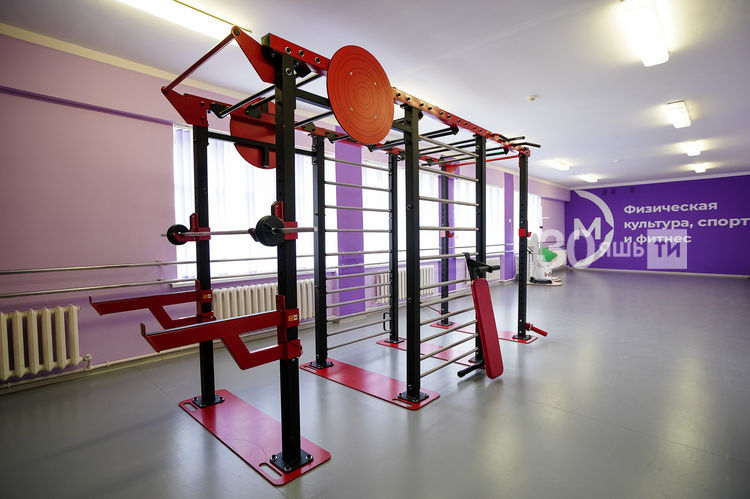 Физическая
культура, спорт
и фитнес
М